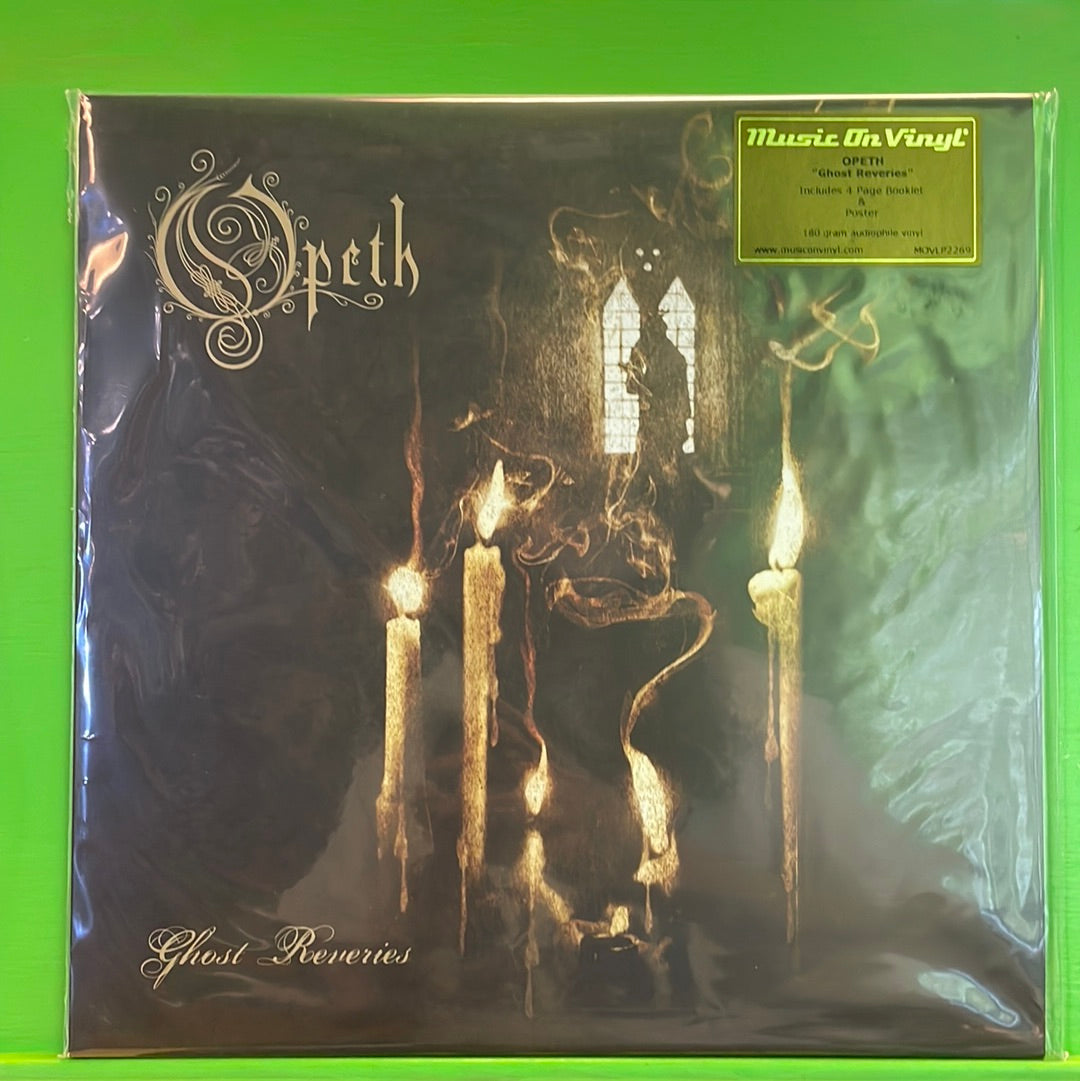 Opeth
Music On Vinyl
OPETH
"Ghost Reveries"
Includes 4 Page Booklet
&
Poster
180 gram audiophile vinyl
www.musiconvinyl.com MOVLP2269
Ghost Reveries